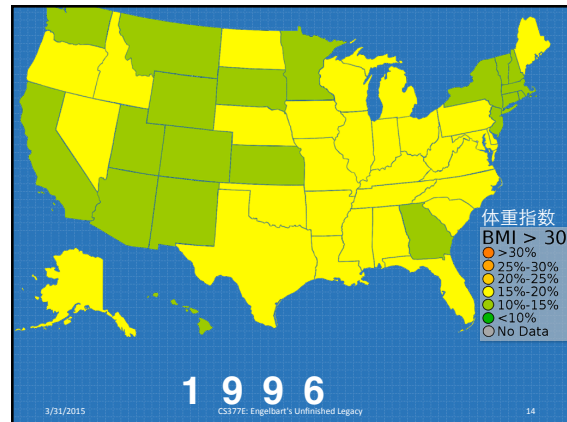 体重指数
BMI > 30
>30%
25%-30%
20%-25%
15%-20%
10%-15%
<10%
No Data
1996
3/31/2015
CS377E: Engelbart's Unfinished Legacy
14